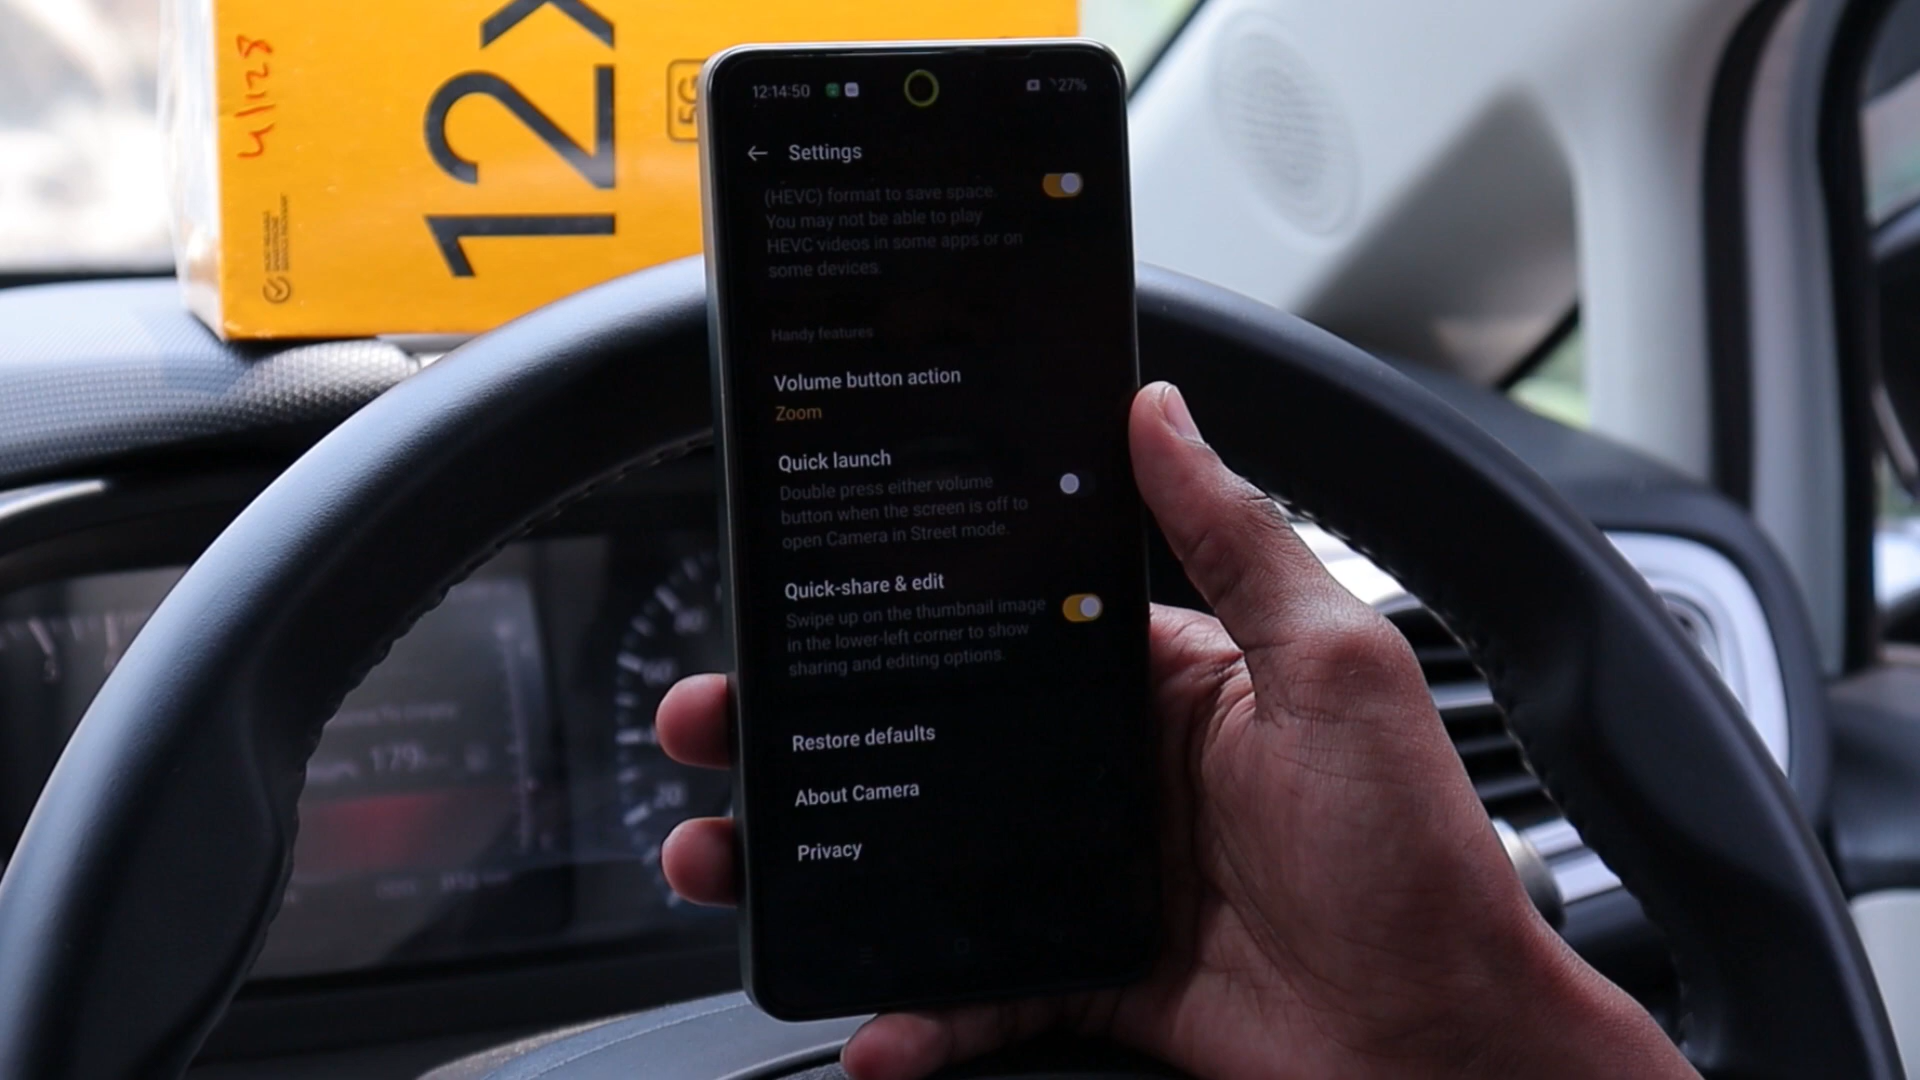 4/128
12x
5G
12:14:50
27%
Settings
(HEVC) format to save space.
You may not be able to play
HEVC videos in some apps or on
some devices.
Handy features
Volume button action
Zoom
Quick launch
Double press either volume
button when the screen is off to
open Camera in Street mode.
Quick-share & edit
Swipe up on the thumbnail image
in the lower-left corner to show
sharing and editing options.
Restore defaults
About Camera
Privacy
80
60
20
179